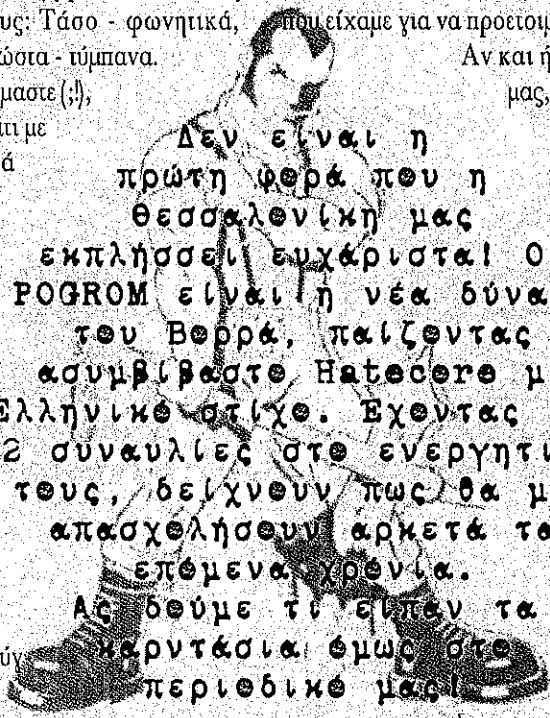 υς: Τάσο - φωνητικά,
που είχαμε για να προετοιμ
ώστα - τύμπανα.
Αν και ή
μαστε (;!),
μας,
τι με
ά
Δεν είναι η
πρώτη φορά που η
Θεσσαλονίκη μας
εκπλήσσει ευχάριστα! Ο
POGROM είναι η νέα δύνα
του Βορρά, παίζοντας
ασυμβίβαστο Hatecore μ
Ελληνικό στίχο. Έχοντας
2 συναυλίες στο ενεργητι
τους, δείχνουν πως θα μ
απασχολήσουν αρκετά τα
επόμενα χρόνια.
Ας δούμε τι είπαν τα
καρντάσια όμως στο
περιοδικό μας!
ύγ